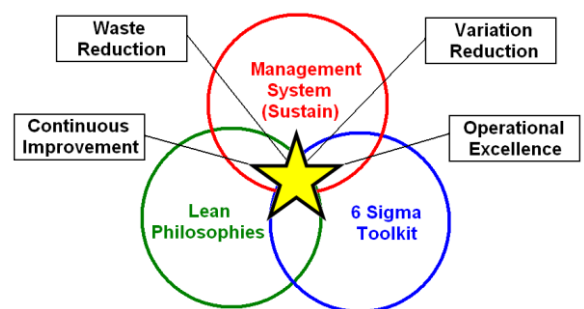 Waste
Reduction
Variation
Reduction
Management
System
(Sustain)
Continuous
Improvement
Operational
Excellence
Lean
Philosophies
6 Sigma
Toolkit